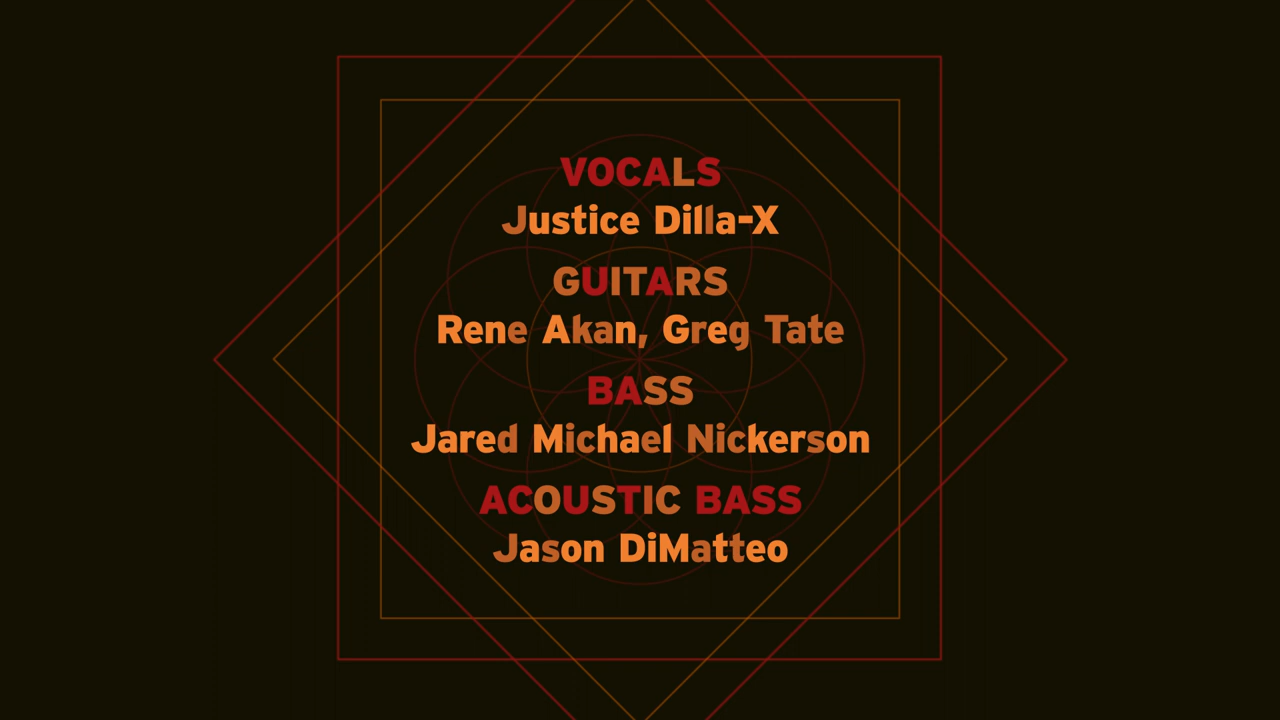 VOCALS
Justice Dilla-X
GUITARS
Rene Akan, Greg Tate
BASS
Jared Michael Nickerson
ACOUSTIC BASS
Jason DiMatteo